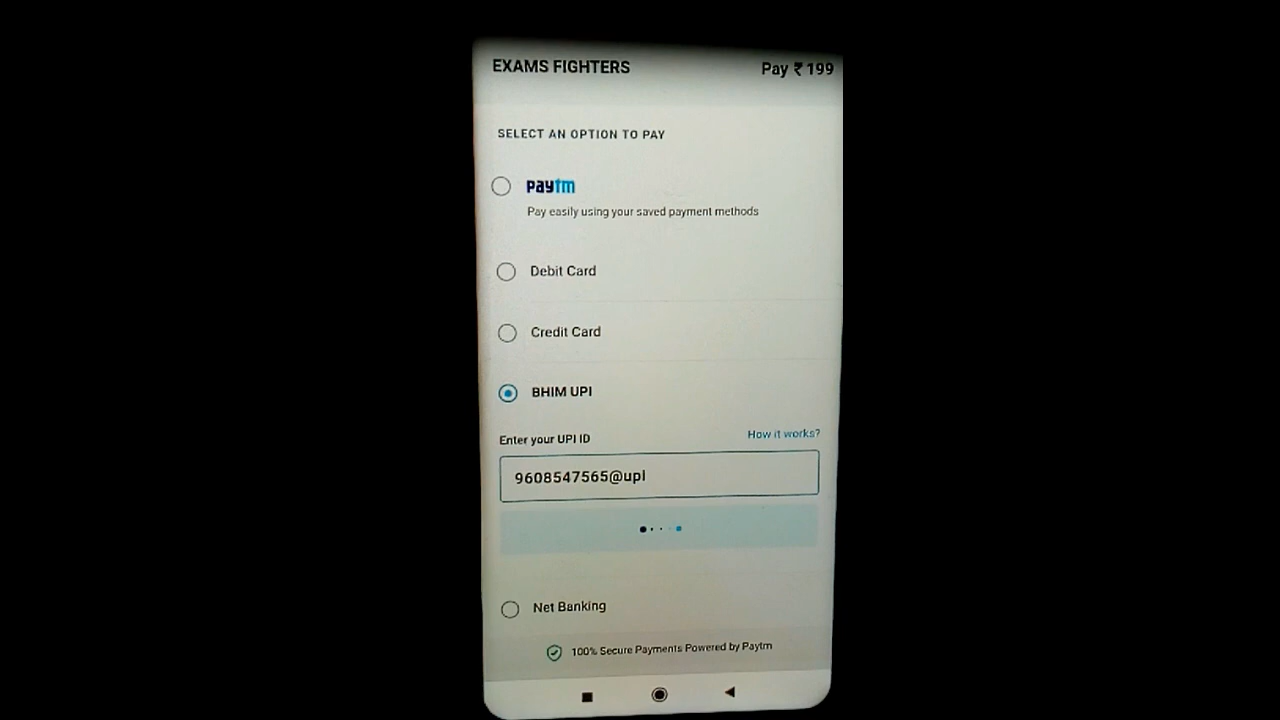 EXAMS FIGHTERS
Pay ₹ 199
SELECT AN OPTION TO PAY
paytm
Pay easily using your saved payment methods
Debit Card
Credit Card
BHIM UPI
Enter your UPI ID
How it works?
9608547565@upI
Net Banking
100% Secure Payments Powered by Paytm